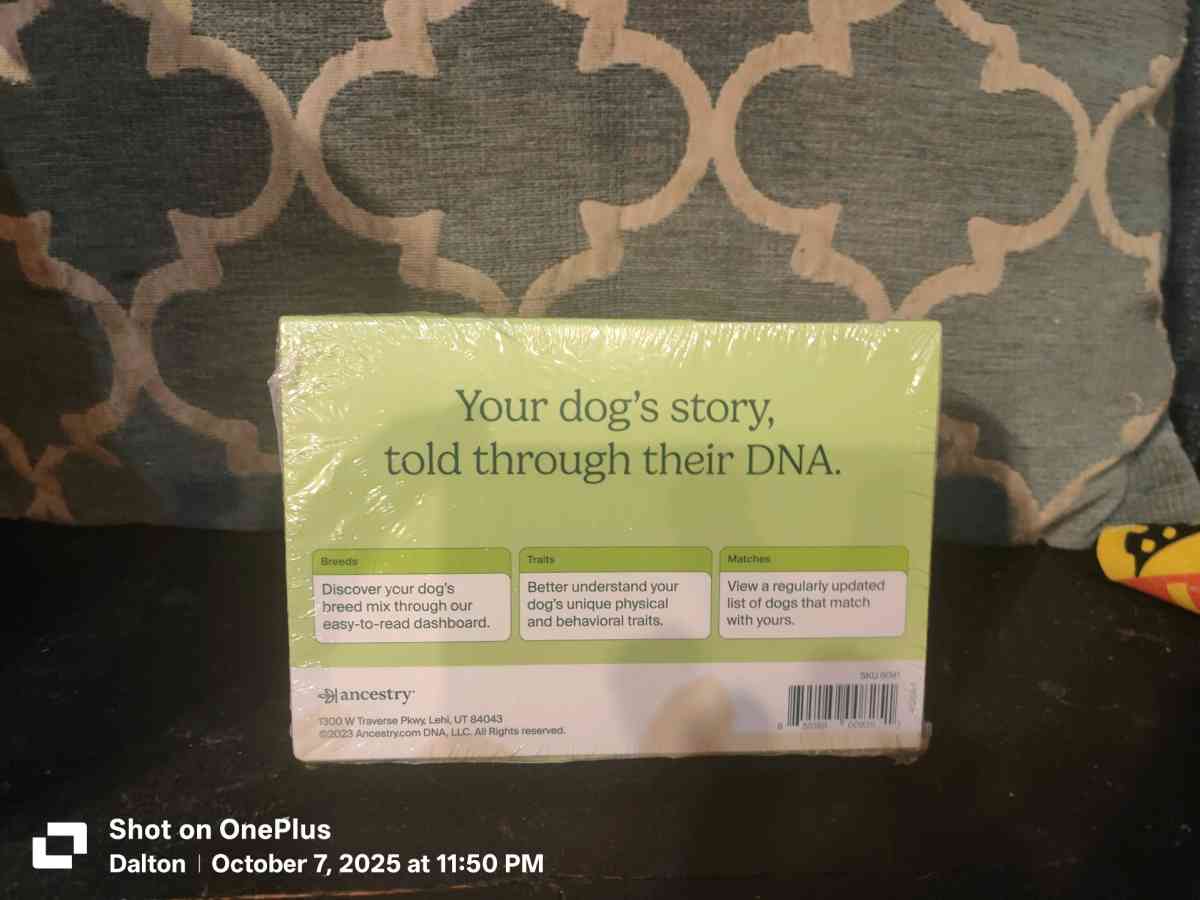 Your dog's story,
told through their DNA.
Breeds
Discover your dog's
breed mix through our
easy-to-read dashboard.
Traits
Better understand your
dog's unique physical
and behavioral traits.
Matches
View a regularly updated
list of dogs that match
with yours.
ancestry
1300 W Traverse Pkwy, Lehi, UT 84043
©2023 Ancestry.com DNA, LLC. All Rights reserved.
SKU
Shot on OnePlus
Dalton | October 7, 2025 at 11:50 PM